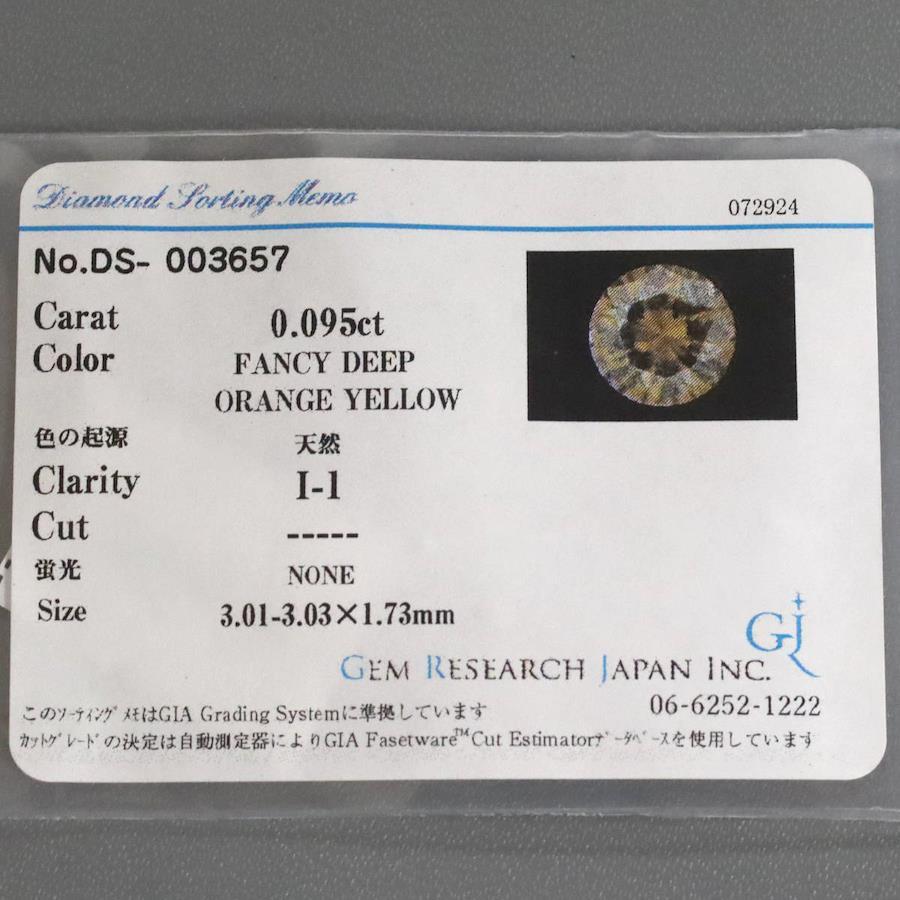 Diamond Sorting Memo
072924
No.DS- 003657
Carat 0.095ct
Color FANCY DEEP
ORANGE YELLOW
色の起源 天然
Clarity I-1
Cut -----
蛍光 NONE
Size 3.01-3.03×1.73mm
GJ
GEM RESEARCH JAPAN INC.
06-6252-1222
このソーティングメモはGIA Grading Systemに準拠しています
カットグレードの決定は自動測定器によりGIA Fasetware™Cut Estimatorデータベースを使用しています